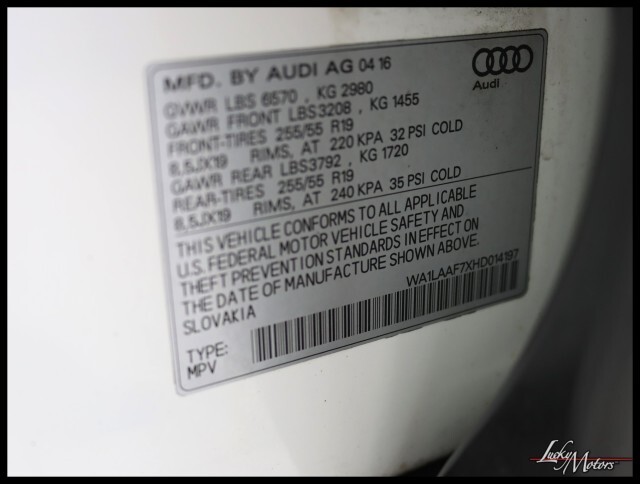 MFD. BY AUDI AG 04 16
GVWR LBS 6570 , KG 2980
GAWR FRONT LBS3208 , KG 1455
FRONT-TIRES 255/55 R19
8,5JX19 RIMS, AT 220 KPA 32 PSI COLD
GAWR REAR LBS3792 , KG 1720
REAR-TIRES 255/55 R19
8,5JX19 RIMS, AT 240 KPA 35 PSI COLD
THIS VEHICLE CONFORMS TO ALL APPLICABLE
U.S. FEDERAL MOTOR VEHICLE SAFETY AND
THEFT PREVENTION STANDARDS IN EFFECT ON
THE DATE OF MANUFACTURE SHOWN ABOVE.
SLOVAKIA
WA1LAAF7XHD014197
TYPE:
MPV
Audi
Lucky Motors